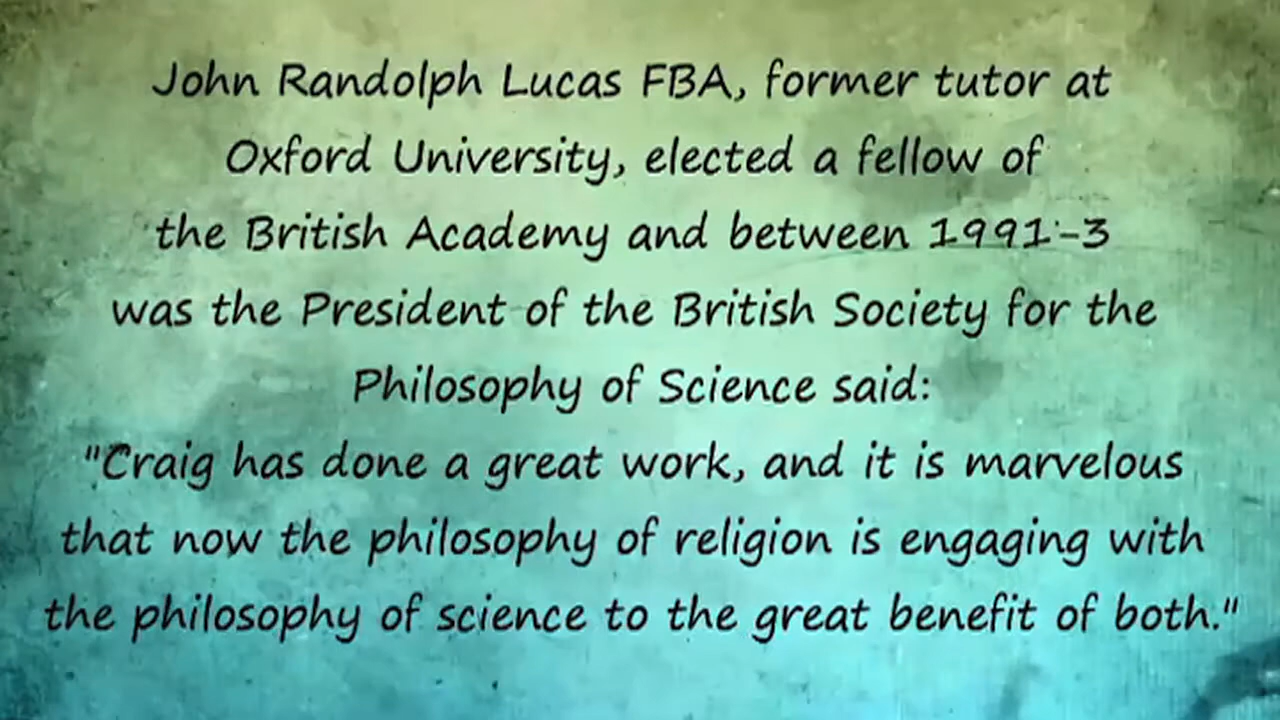 John Randolph Lucas FBA, former tutor at
Oxford University, elected a fellow of
the British Academy and between 1991-3
was the President of the British Society for the
Philosophy of Science said:
"Craig has done a great work, and it is marvelous
that now the philosophy of religion is engaging with
the philosophy of science to the great benefit of both."